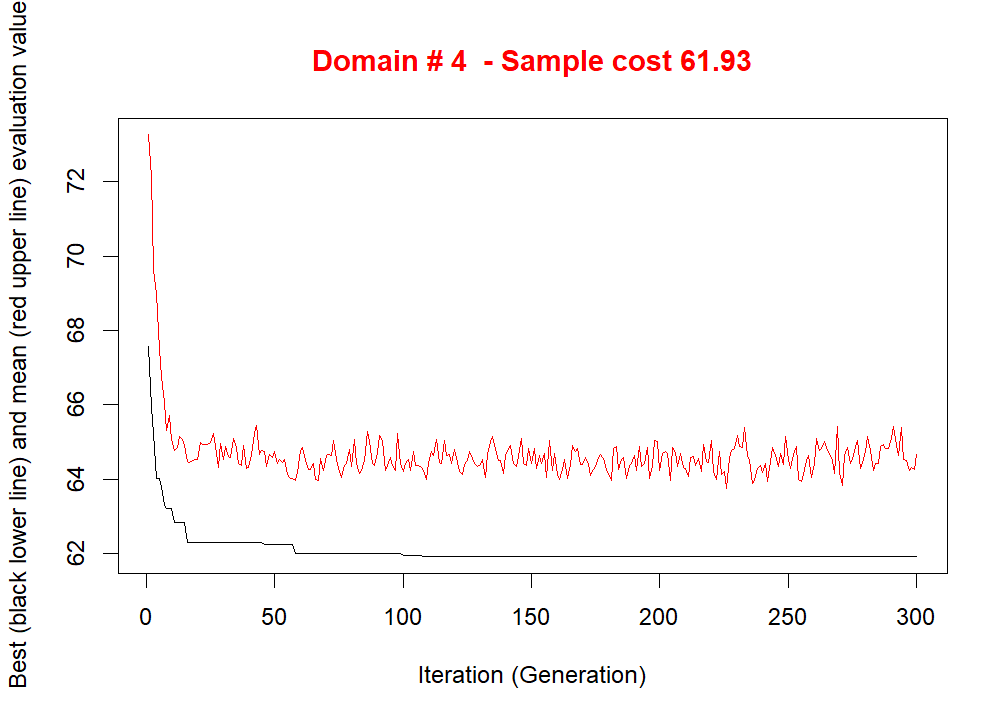 Domain # 4  - Sample cost 61.93
Best (black lower line) and mean (red upper line) evaluation value
72
70
68
66
64
62
0 50 100 150 200 250 300
Iteration (Generation)